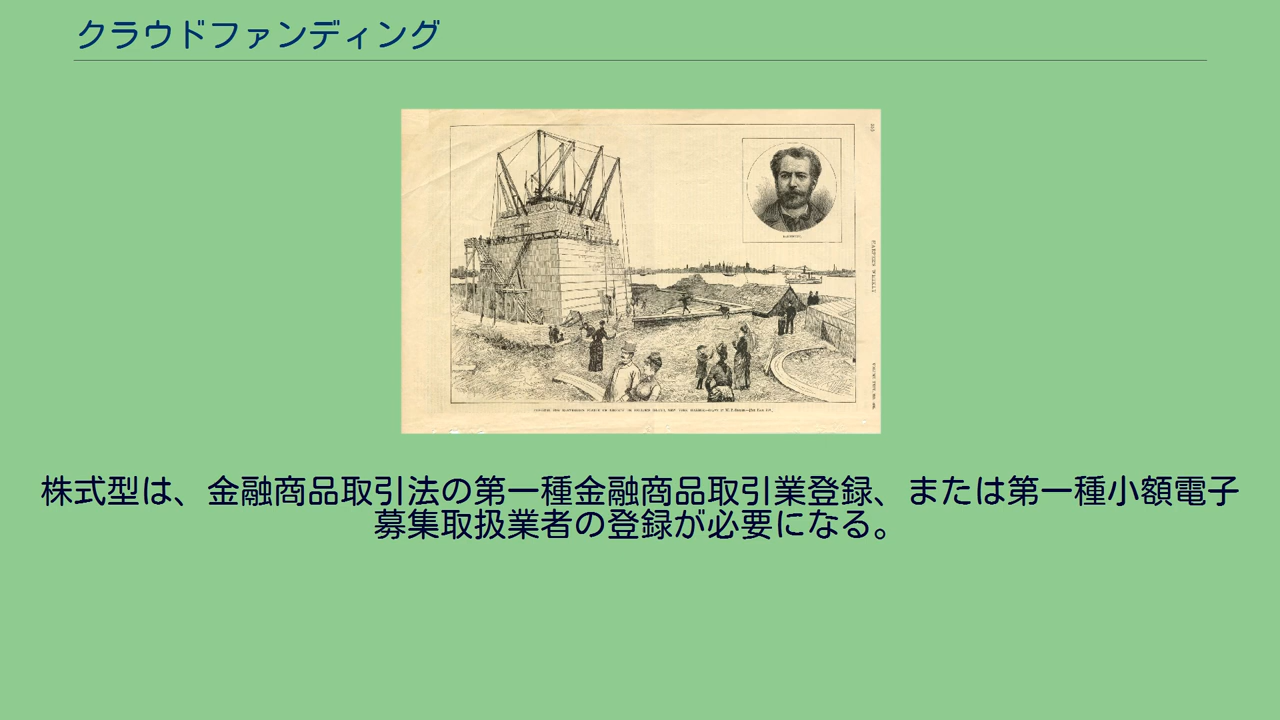 クラウドファンディング
HARPER'S WEEKLY
株式型は、金融商品取引法の第一種金融商品取引業登録、または第一種小額電子
募集取扱業者の登録が必要になる。